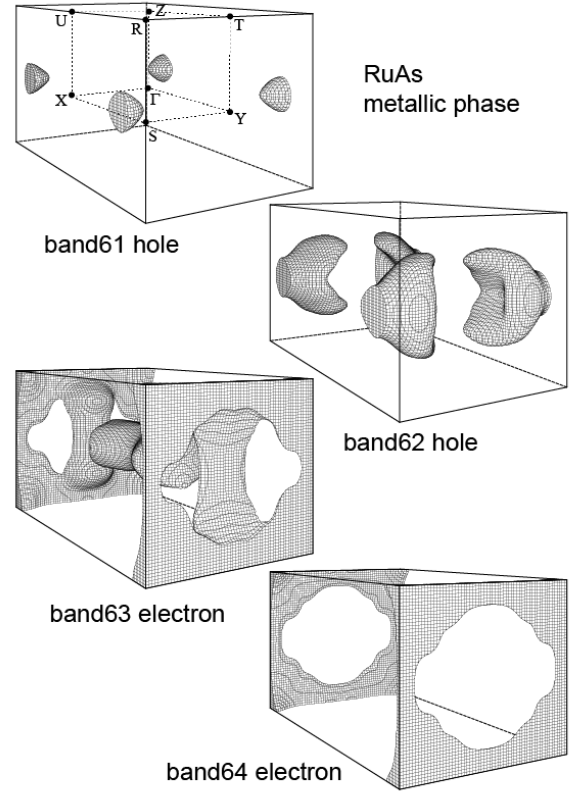 U
Z
R
T
X
Γ
Y
S
RuAs
metallic phase
band61 hole
band62 hole
band63 electron
band64 electron